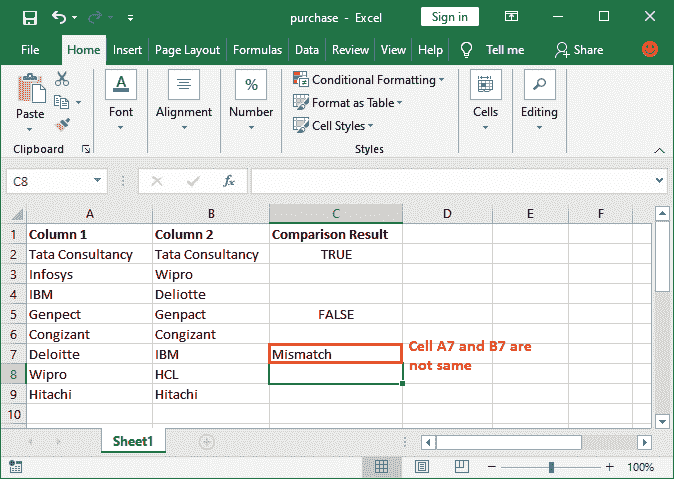 purchase - Excel
Sign in
File Home Insert Page Layout Formulas Data Review View Help Tell me Share
Paste
Clipboard
A
Font
Alignment
%
Number
Conditional Formatting
Format as Table
Cell Styles
Styles
Cells
Editing
C8
fx
A B C D E F
1 Column 1 Column 2 Comparison Result
2 Tata Consultancy Tata Consultancy TRUE
3 Infosys Wipro
4 IBM Deliotte
5 Genpect Genpact FALSE
6 Congizant Congizant
7 Deloitte IBM Mismatch
Cell A7 and B7 are
not same
8 Wipro HCL
9 Hitachi Hitachi
10
Sheet1
100%